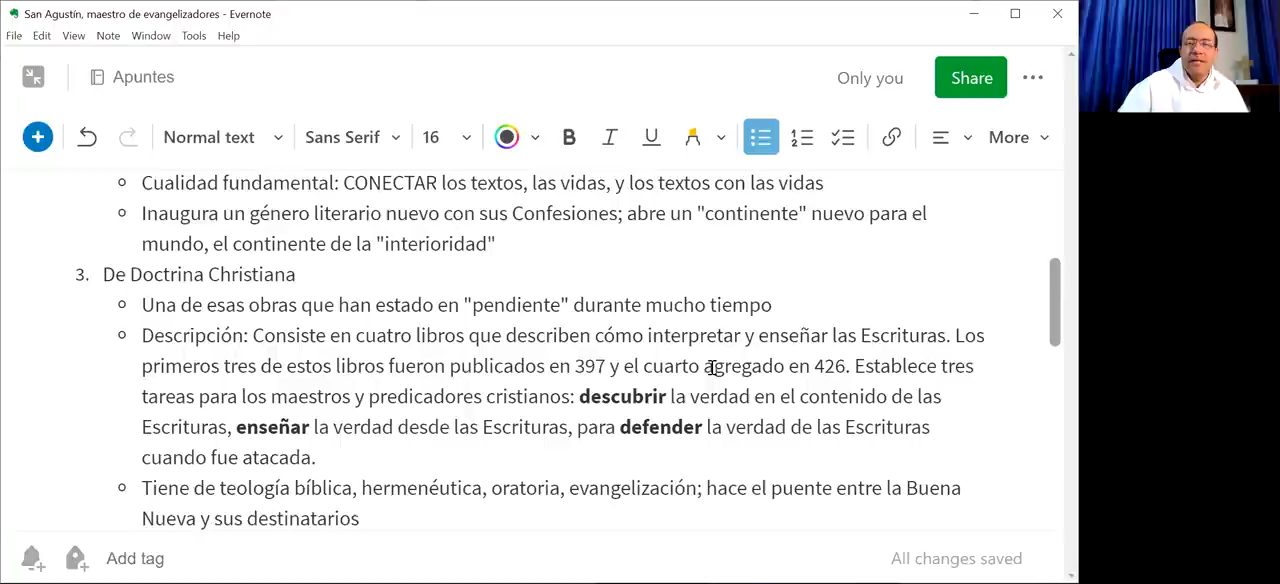 San Agustín, maestro de evangelizadores - Evernote
File Edit View Note Window Tools Help
Apuntes
Only you
Share
Normal text
Sans Serif
16
B I U
More
Cualidad fundamental: CONECTAR los textos, las vidas, y los textos con las vidas
Inaugura un género literario nuevo con sus Confesiones; abre un "continente" nuevo para el
mundo, el continente de la "interioridad"
3. De Doctrina Christiana
Una de esas obras que han estado en "pendiente" durante mucho tiempo
Descripción: Consiste en cuatro libros que describen cómo interpretar y enseñar las Escrituras. Los
primeros tres de estos libros fueron publicados en 397 y el cuarto agregado en 426. Establece tres
tareas para los maestros y predicadores cristianos: descubrir la verdad en el contenido de las
Escrituras, enseñar la verdad desde las Escrituras, para defender la verdad de las Escrituras
cuando fue atacada.
Tiene de teología bíblica, hermenéutica, oratoria, evangelización; hace el puente entre la Buena
Nueva y sus destinatarios
Add tag
All changes saved